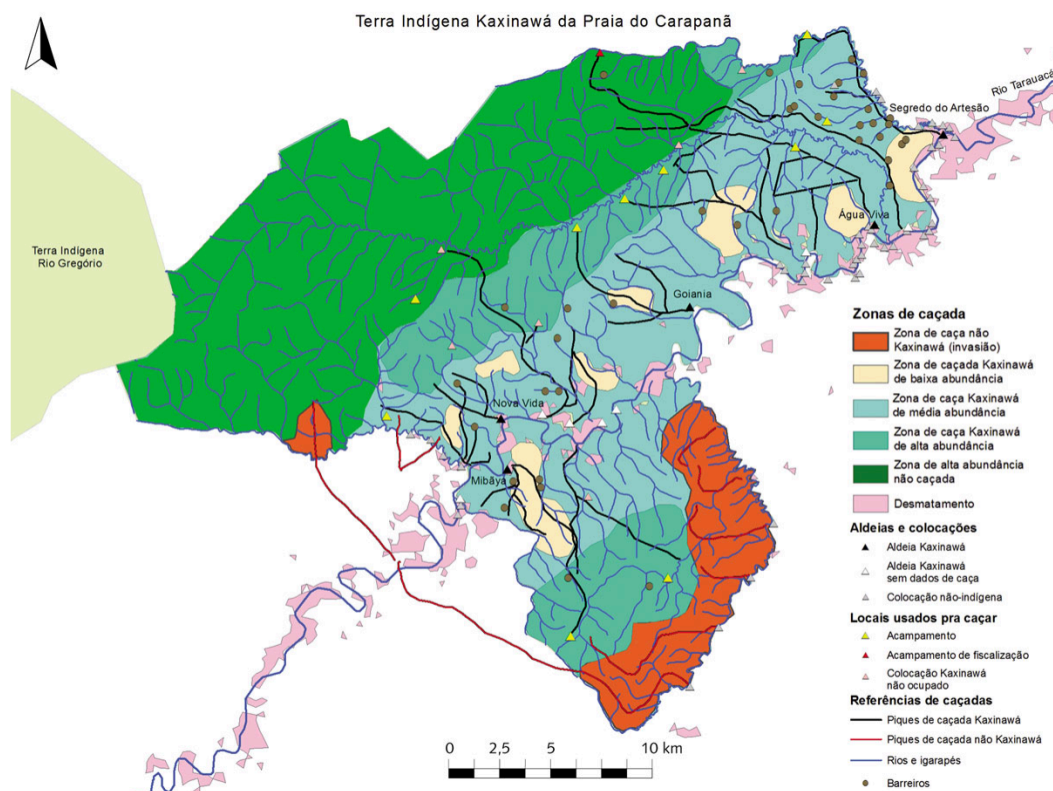 Terra Indígena Kaxinawá da Praia do Carapanã
Rio Tarauacá
Segredo do Artesão
Água Viva
Terra Indígena
Rio Gregório
Goiania
Nova Vida
Mibãya
Zonas de caçada
Zona de caça não
Kaxinawá (invasião)
Zona de caçada Kaxinawá
de baixa abundância
Zona de caça Kaxinawá
de média abundância
Zona de caça Kaxinawá
de alta abundância
Zona de alta abundância
não caçada
Desmatamento
Aldeias e colocações
Aldeia Kaxinawá
Aldeia Kaxinawá
sem dados de caça
Colocação não-indígena
Locais usados pra caçar
Acampamento
Acampamento de fiscalização
Colocação Kaxinawá
não ocupado
Referências de caçadas
Piques de caçada Kaxinawá
Piques de caçada não Kaxinawá
Rios e igarapés
Barreiros
0 2,5 5 10 km